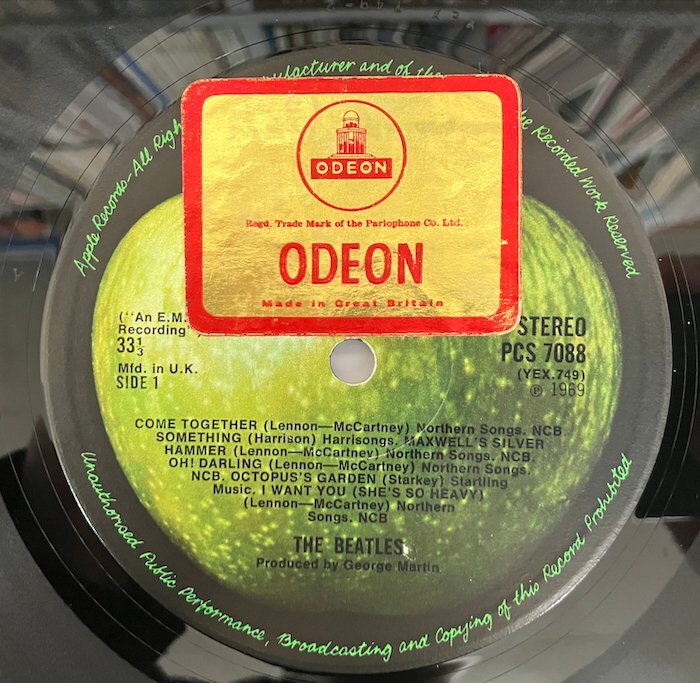 ufacturer and of the
Apple Records-All Righ
he Recorded Work Reserved
ODEON
Regd. Trade Mark of the Parlophone Co. Ltd.
ODEON
Made in Great Britain
("An E.M.
Recording"
33⅓
Mfd. in U.K.
SIDE 1
STEREO
PCS 7088
(YEX.749)
℗ 1969
COME TOGETHER (Lennon—McCartney) Northern Songs. NCB
SOMETHING (Harrison) Harrisongs. MAXWELL'S SILVER
HAMMER (Lennon—McCartney) Northern Songs. NCB.
OH! DARLING (Lennon—McCartney) Northern Songs.
NCB. OCTOPUS'S GARDEN (Starkey) Startling
Music. I WANT YOU (SHE'S SO HEAVY)
(Lennon—McCartney) Northern
Songs. NCB
THE BEATLES
Produced by George Martin
Unauthorised Public Performance, Broadcasting and Copying of this Record Prohibited